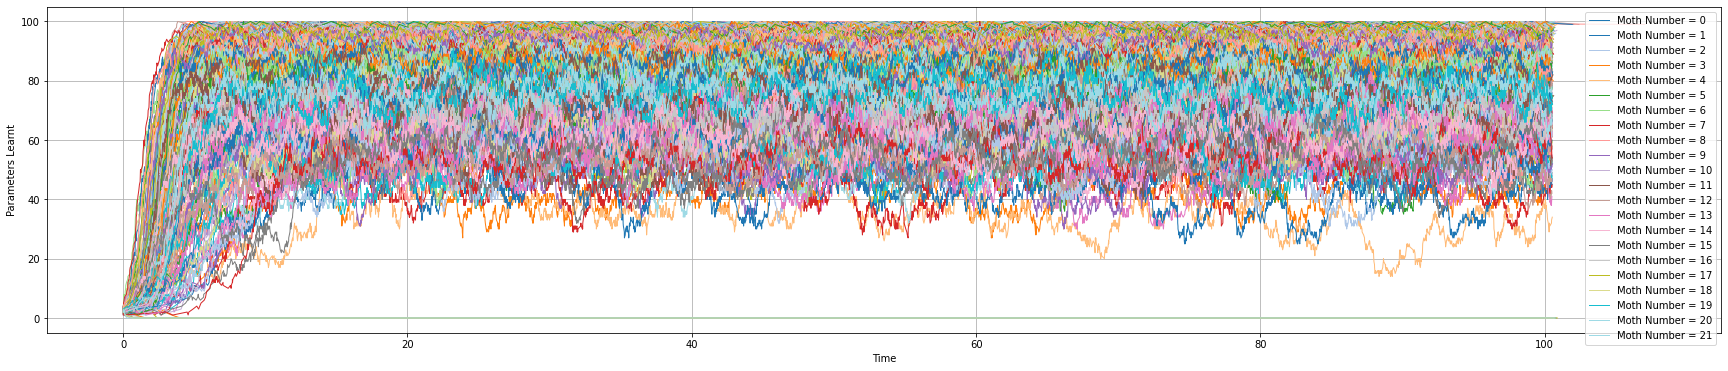 100
80
60
40
20
0
Parameters Learnt
0 20 40 60 80 100
Time
Moth Number = 0
Moth Number = 1
Moth Number = 2
Moth Number = 3
Moth Number = 4
Moth Number = 5
Moth Number = 6
Moth Number = 7
Moth Number = 8
Moth Number = 9
Moth Number = 10
Moth Number = 11
Moth Number = 12
Moth Number = 13
Moth Number = 14
Moth Number = 15
Moth Number = 16
Moth Number = 17
Moth Number = 18
Moth Number = 19
Moth Number = 20
Moth Number = 21